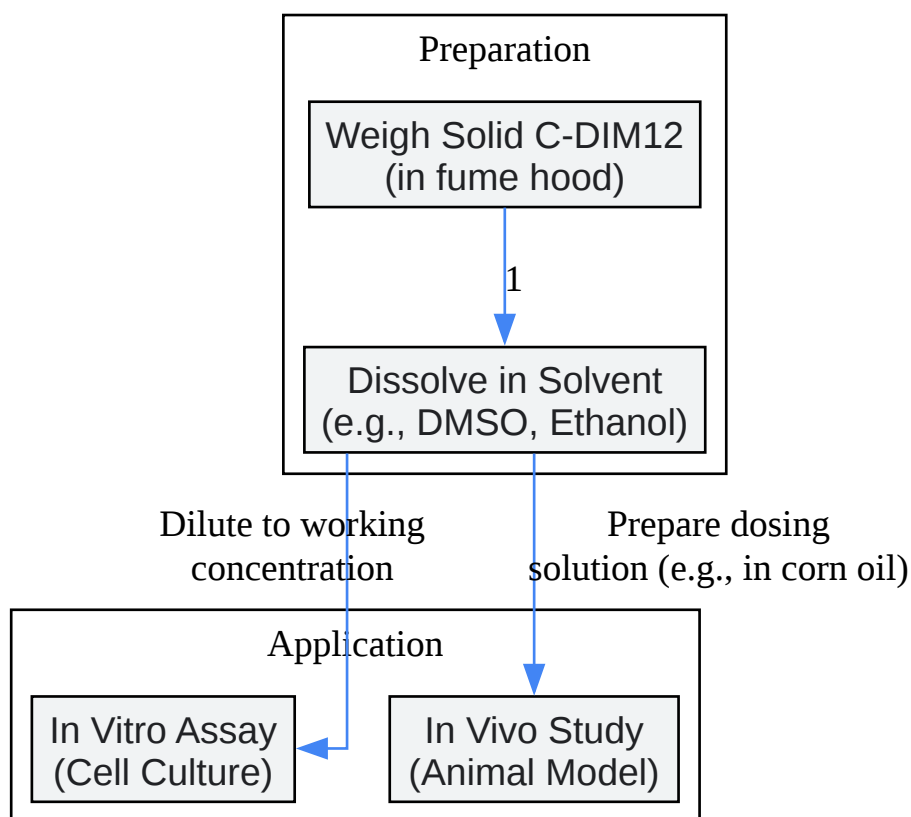 Preparation
Weigh Solid C-DIM12
(in fume hood)
1
Dissolve in Solvent
(e.g., DMSO, Ethanol)
Dilute to working
concentration
Prepare dosing
solution (e.g., in corn oil)
Application
In Vitro Assay
(Cell Culture)
In Vivo Study
(Animal Model)